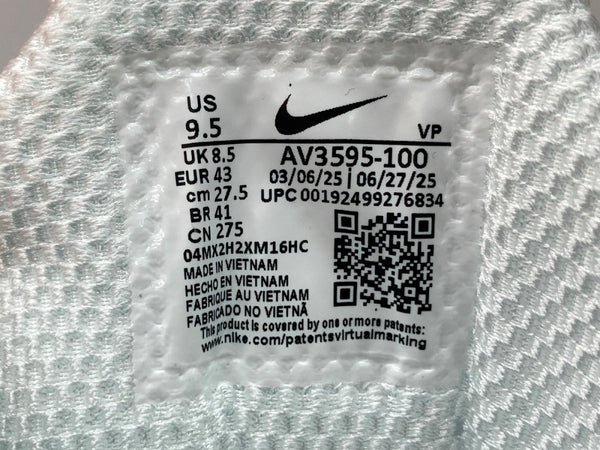 US
9.5
VP
UK 8.5
AV3595-100
EUR 43
03/06/25 | 06/27/25
cm 27.5
UPC 00192499276834
BR 41
CN 275
04MX2H2XM16HC
MADE IN VIETNAM
HECHO EN VIETNAM
FABRIQUE AU VIETNAM
FABRICADO NO VIETNÃ
This product is covered by one or more patents:
www.nike.com/patentsvirtualmarking